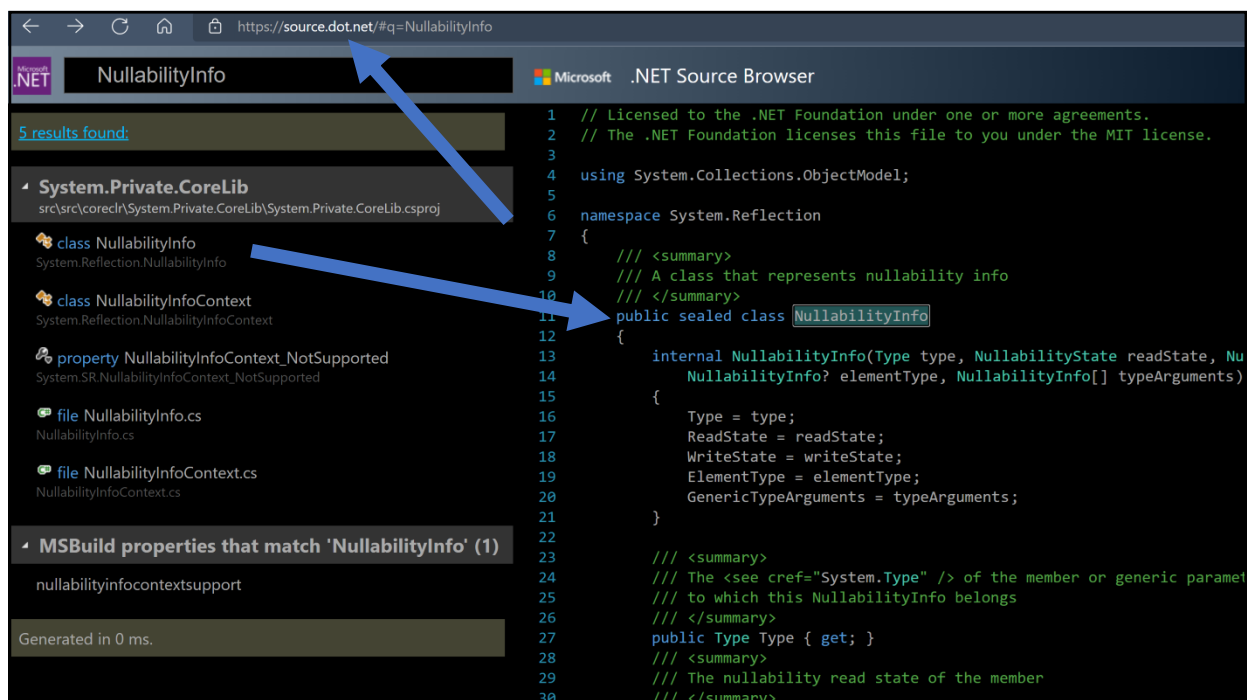 https://source.dot.net/#q=NullabilityInfo
Microsoft
.NET
NullabilityInfo
Microsoft .NET Source Browser
5 results found:
System.Private.CoreLib
src\src\coreclr\System.Private.CoreLib\System.Private.CoreLib.csproj
class NullabilityInfo
System.Reflection.NullabilityInfo
class NullabilityInfoContext
System.Reflection.NullabilityInfoContext
property NullabilityInfoContext_NotSupported
System.SR.NullabilityInfoContext_NotSupported
file NullabilityInfo.cs
NullabilityInfo.cs
file NullabilityInfoContext.cs
NullabilityInfoContext.cs
MSBuild properties that match 'NullabilityInfo' (1)
nullabilityinfocontextsupport
Generated in 0 ms.
1 // Licensed to the .NET Foundation under one or more agreements.
2 // The .NET Foundation licenses this file to you under the MIT license.
3
4 using System.Collections.ObjectModel;
5
6 namespace System.Reflection
7 {
8 /// <summary>
9 /// A class that represents nullability info
10 /// </summary>
11 public sealed class NullabilityInfo
12 {
13 internal NullabilityInfo(Type type, NullabilityState readState, Nu
14 NullabilityInfo? elementType, NullabilityInfo[] typeArguments)
15 {
16 Type = type;
17 ReadState = readState;
18 WriteState = writeState;
19 ElementType = elementType;
20 GenericTypeArguments = typeArguments;
21 }
22
23 /// <summary>
24 /// The <see cref="System.Type" /> of the member or generic paramet
25 /// to which this NullabilityInfo belongs
26 /// </summary>
27 public Type Type { get; }
28 /// <summary>
29 /// The nullability read state of the member
30 /// </summary>